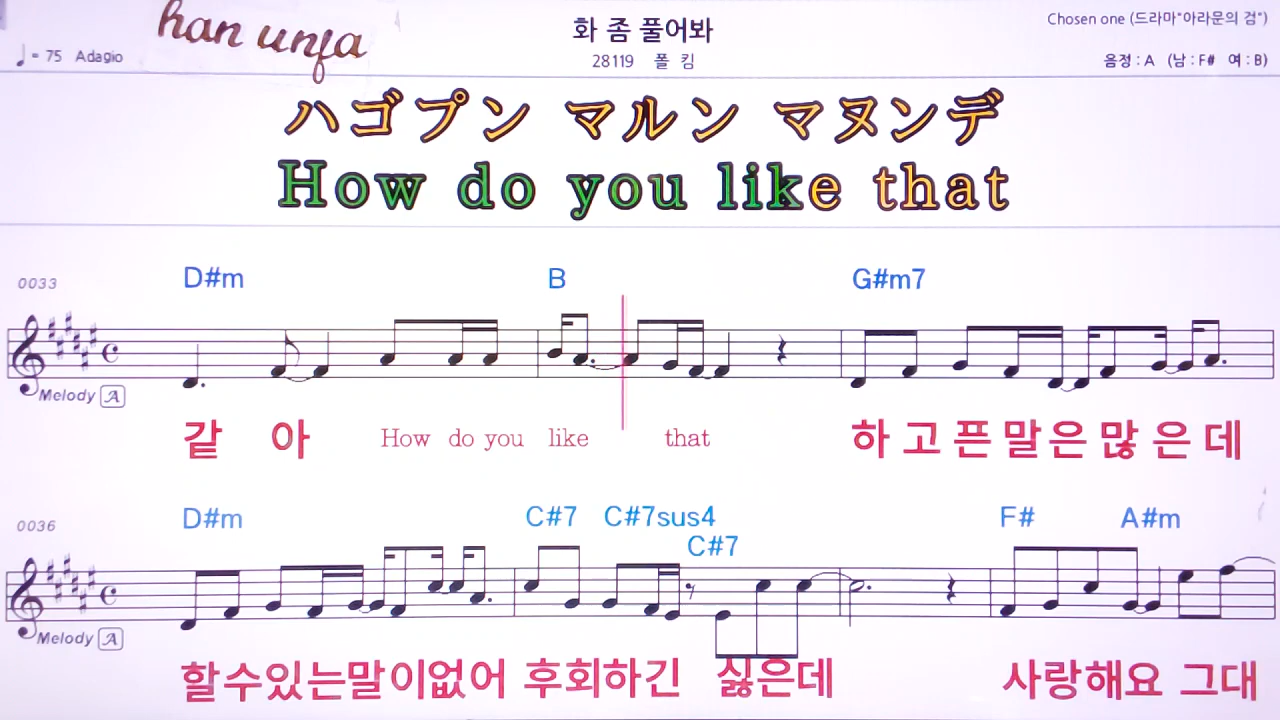 han unja
화 좀 풀어봐
Chosen one (드라마"아라문의 검")
♩= 75 Adagio
28119 폴 킴
음정 : A (남 : F# 여 : B)
ハゴプン マルン マヌンデ
How do you like that
0033
D#m B G#m7
Melody A
같 아 How do you like that 하 고 픈 말 은 많 은 데
0036
D#m C#7 C#7sus4 C#7 F# A#m
Melody A
할 수 있 는 말 이 없 어 후 회 하 긴 싫 은 데 사 랑 해 요 그 대